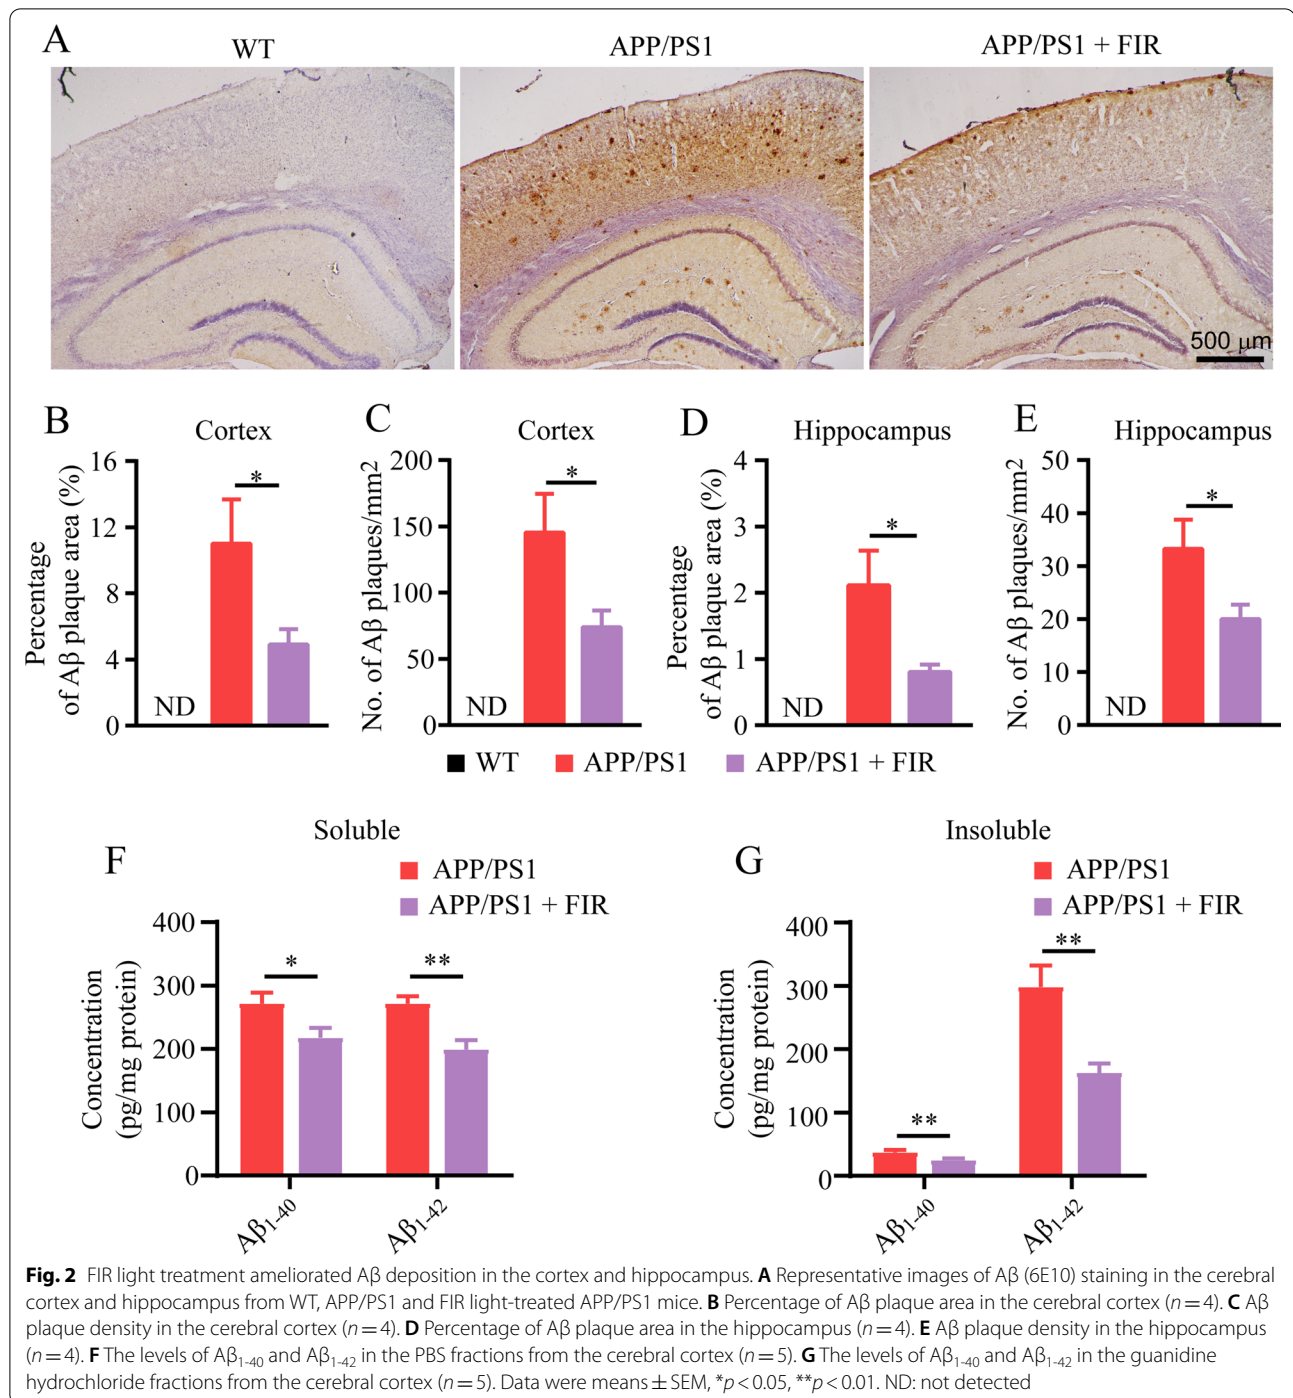 A
WT
APP/PS1
APP/PS1 + FIR
500 μm
B
Cortex
Percentage
of Aβ plaque area (%)
16
12
8
4
0
ND
*
C
Cortex
No. of Aβ plaques/mm²
200
150
100
50
0
ND
*
D
Hippocampus
Percentage
of Aβ plaque area (%)
4
3
2
1
0
ND
*
E
Hippocampus
No. of Aβ plaques/mm²
50
40
30
20
10
0
ND
*
WT APP/PS1 APP/PS1 + FIR
F
Soluble
APP/PS1
APP/PS1 + FIR
Concentration
(pg/mg protein)
400
300
200
100
0
*
**
Aβ₁₋₄₀
Aβ₁₋₄₂
G
Insoluble
APP/PS1
APP/PS1 + FIR
Concentration
(pg/mg protein)
400
300
200
100
0
**
**
Aβ₁₋₄₀
Aβ₁₋₄₂
Fig. 2 FIR light treatment ameliorated Aβ deposition in the cortex and hippocampus. A Representative images of Aβ (6E10) staining in the cerebral
cortex and hippocampus from WT, APP/PS1 and FIR light-treated APP/PS1 mice. B Percentage of Aβ plaque area in the cerebral cortex (n = 4). C Aβ
plaque density in the cerebral cortex (n = 4). D Percentage of Aβ plaque area in the hippocampus (n = 4). E Aβ plaque density in the hippocampus
(n = 4). F The levels of Aβ₁₋₄₀ and Aβ₁₋₄₂ in the PBS fractions from the cerebral cortex (n = 5). G The levels of Aβ₁₋₄₀ and Aβ₁₋₄₂ in the guanidine
hydrochloride fractions from the cerebral cortex (n = 5). Data were means ± SEM, *p < 0.05, **p < 0.01. ND: not detected